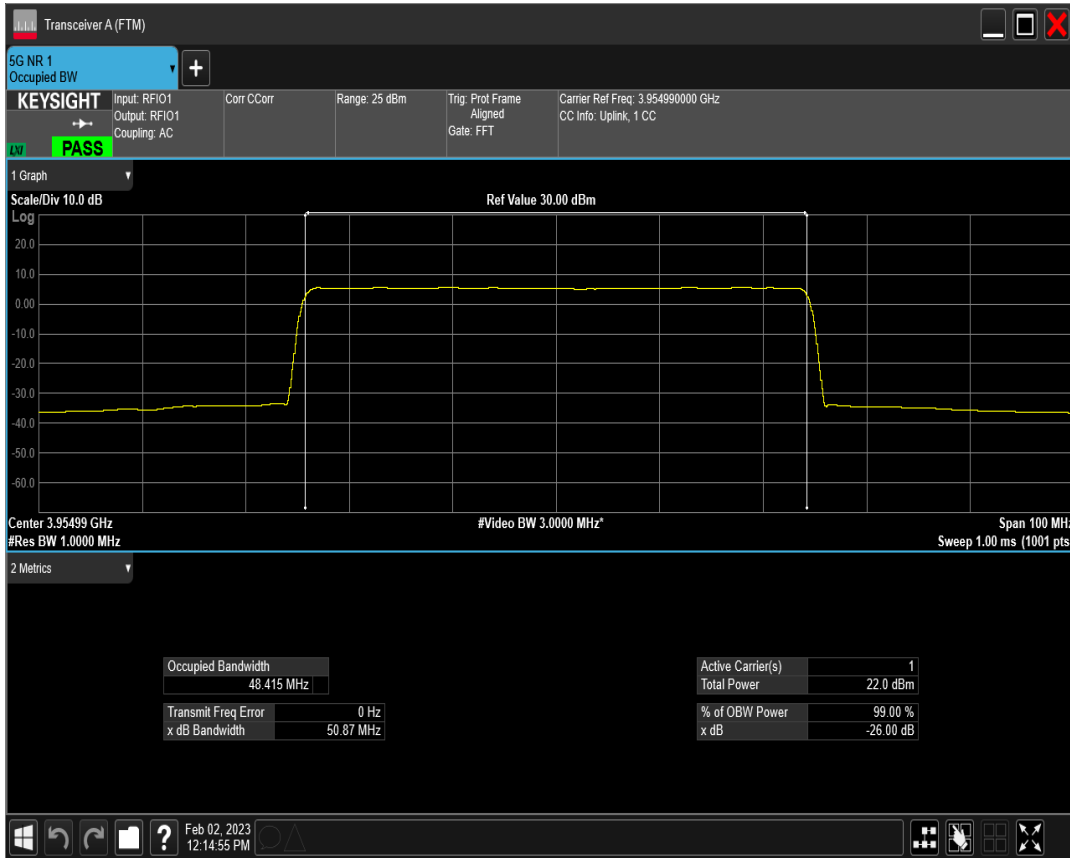 Transceiver A (FTM)
5G NR 1
Occupied BW
+
KEYSIGHT
LXI
PASS
Input: RFIO1
Output: RFIO1
Coupling: AC
Corr CCorr
Range: 25 dBm
Trig: Prot Frame
Aligned
Gate: FFT
Carrier Ref Freq: 3.954990000 GHz
CC Info: Uplink, 1 CC
1 Graph
Scale/Div 10.0 dB
Ref Value 30.00 dBm
Log
20.0
10.0
0.00
-10.0
-20.0
-30.0
-40.0
-50.0
-60.0
Center 3.95499 GHz
#Video BW 3.0000 MHz*
Span 100 MHz
#Res BW 1.0000 MHz
Sweep 1.00 ms (1001 pts
2 Metrics
Occupied Bandwidth
48.415 MHz
Transmit Freq Error 0 Hz
x dB Bandwidth 50.87 MHz
Active Carrier(s) 1
Total Power 22.0 dBm
% of OBW Power 99.00 %
x dB -26.00 dB
?
Feb 02, 2023
12:14:55 PM